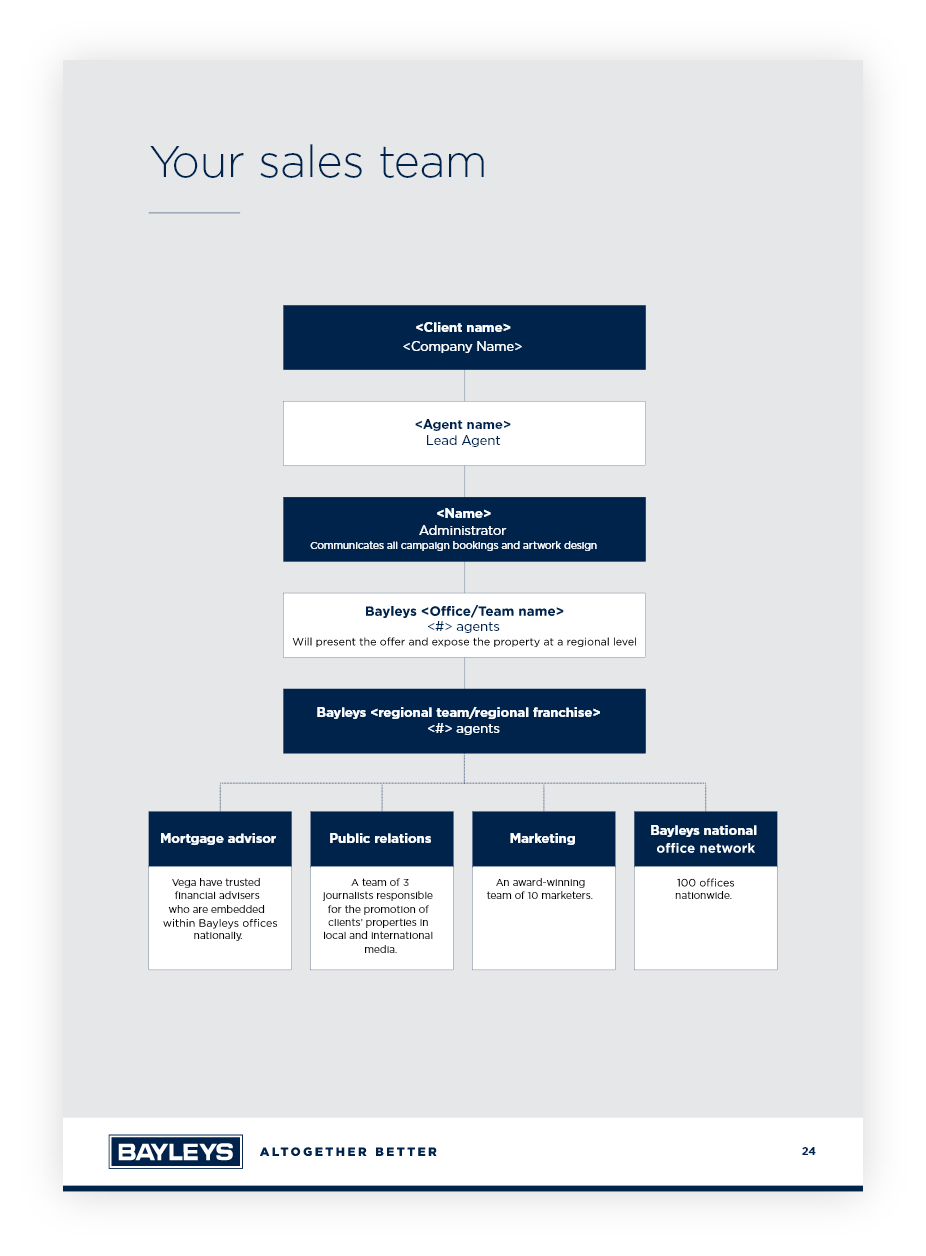 Your sales team
<Client name>
<Company Name>
<Agent name>
Lead Agent
<Name>
Administrator
Communicates all campaign bookings and artwork design
Bayleys <Office/Team name>
<#> agents
Will present the offer and expose the property at a regional level
Bayleys <regional team/regional franchise>
<#> agents
Mortgage advisor
Vega have trusted
financial advisers
who are embedded
within Bayleys offices
nationally.
Public relations
A team of 3
journalists responsible
for the promotion of
clients' properties in
local and international
media.
Marketing
An award-winning
team of 10 marketers.
Bayleys national
office network
100 offices
nationwide.
BAYLEYS
ALTOGETHER BETTER
24